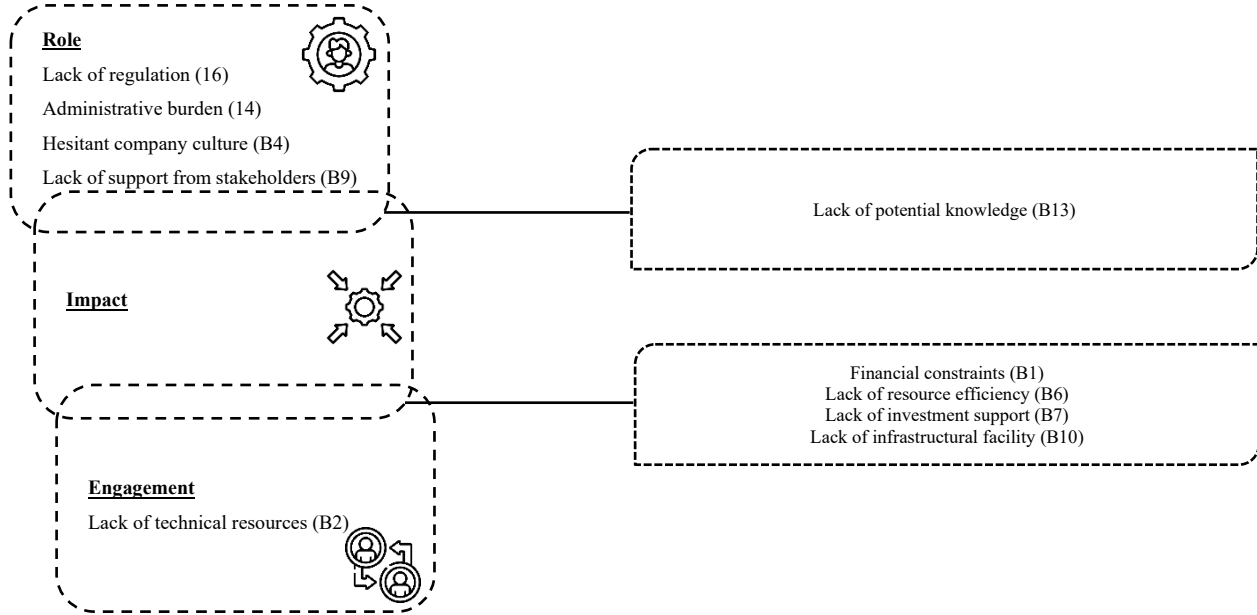 Role
Lack of regulation (16)
Administrative burden (14)
Hesitant company culture (B4)
Lack of support from stakeholders (B9)
Lack of potential knowledge (B13)
Impact
Financial constraints (B1)
Lack of resource efficiency (B6)
Lack of investment support (B7)
Lack of infrastructural facility (B10)
Engagement
Lack of technical resources (B2)